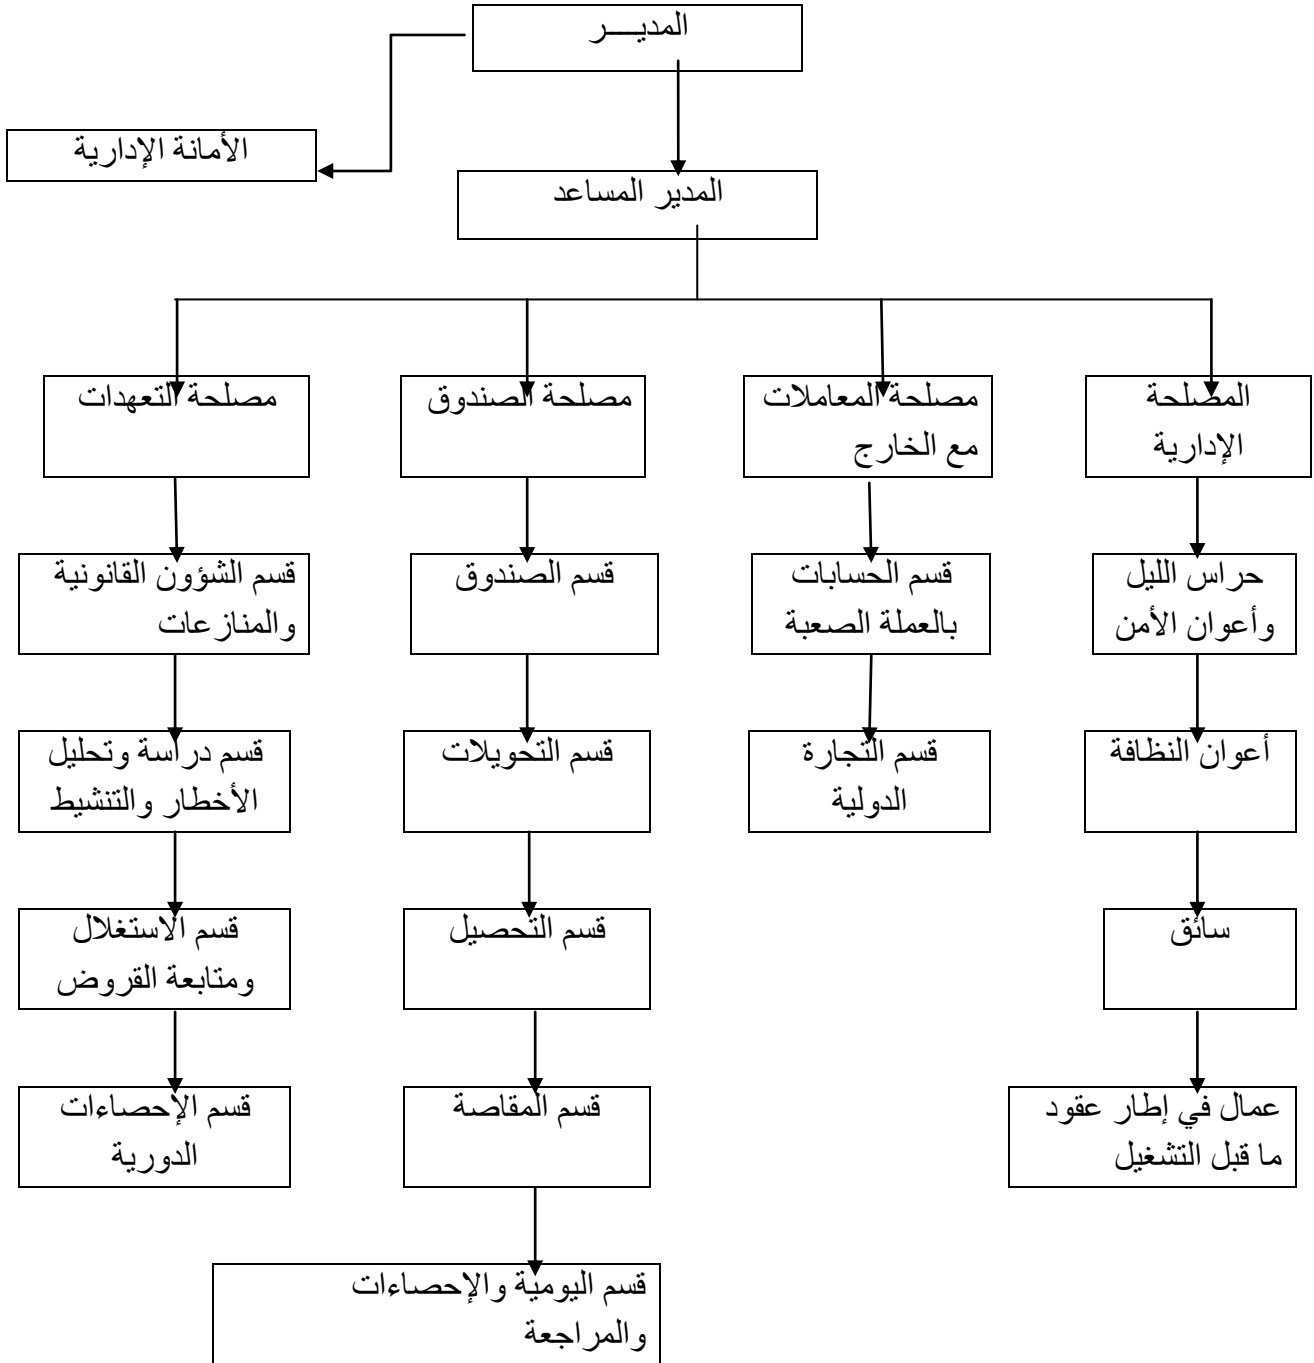 المديـــر
الأمانة الإدارية
المدير المساعد
المصلحة
الإدارية
مصلحة المعاملات
مع الخارج
مصلحة الصندوق
مصلحة التعهدات
حراس الليل
وأعوان الأمن
قسم الحسابات
بالعملة الصعبة
قسم الصندوق
قسم الشؤون القانونية
والمنازعات
أعوان النظافة
قسم التجارة
الدولية
قسم التحويلات
قسم دراسة وتحليل
الأخطار والتنشيط
سائق
قسم التحصيل
قسم الاستغلال
ومتابعة القروض
عمال في إطار عقود
ما قبل التشغيل
قسم المقاصة
قسم الإحصاءات
الدورية
قسم اليومية والإحصاءات
والمراجعة